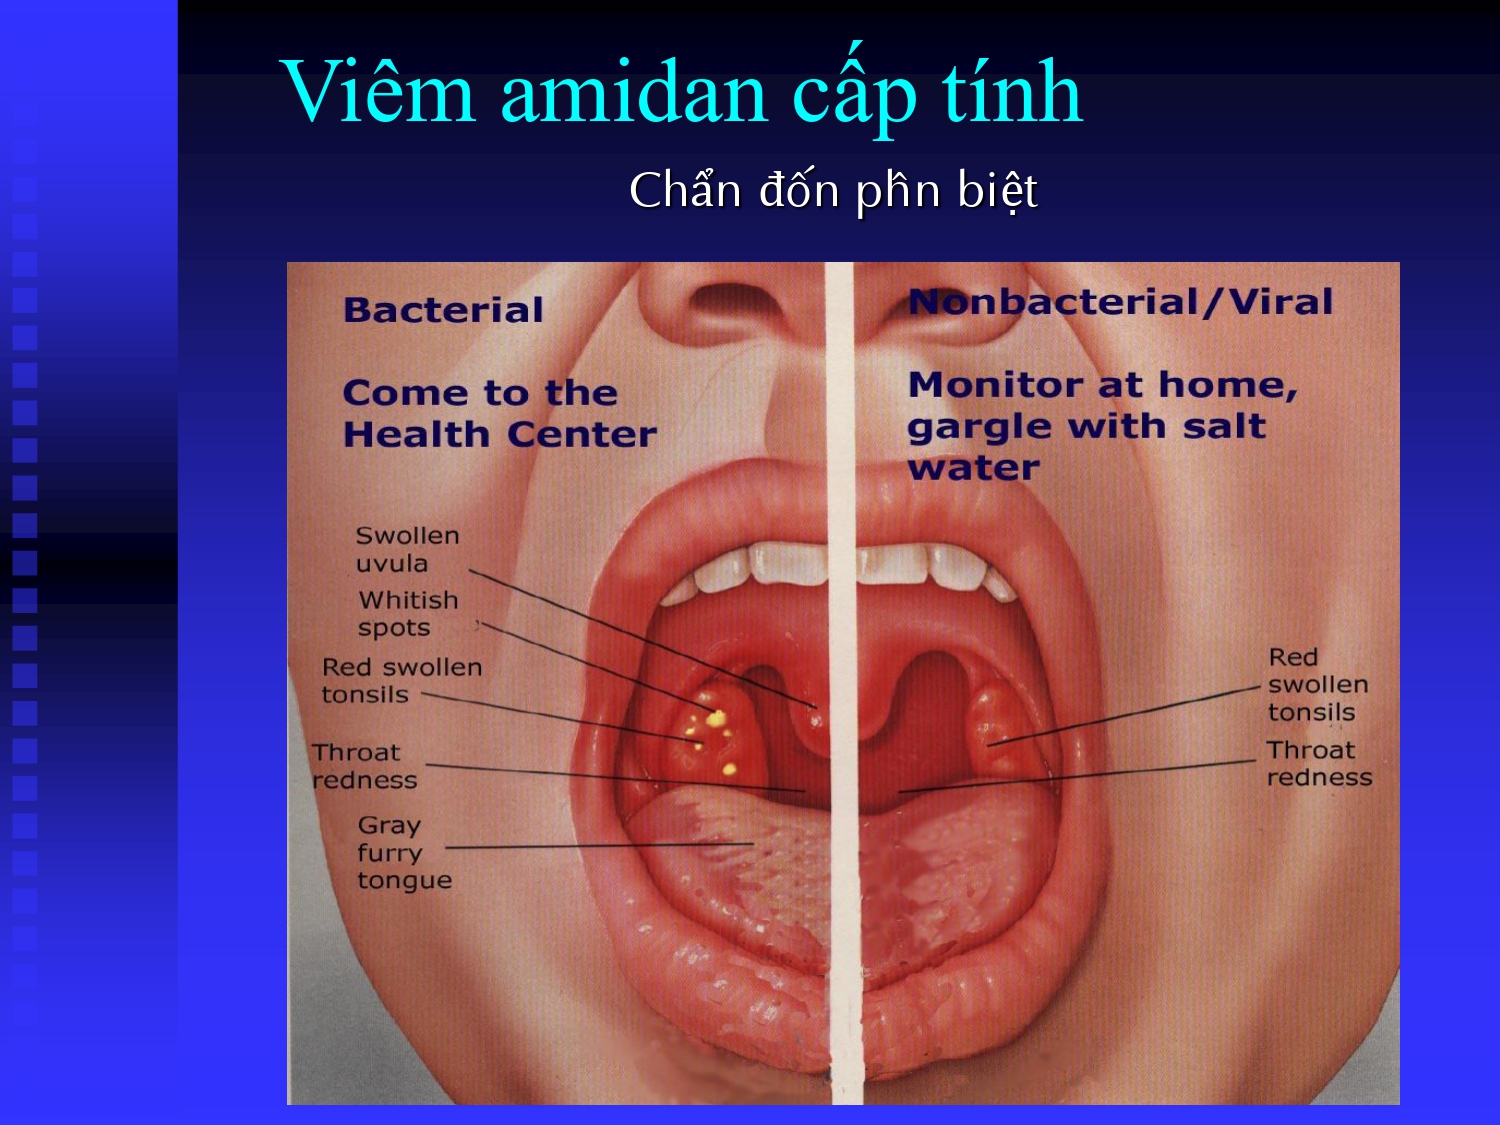 Viêm amidan cấp tính
Chẩn đốn phn biệt
Bacterial
Come to the
Health Center
Swollen
uvula
Whitish
spots
Red swollen
tonsils
Throat
redness
Gray
furry
tongue
Nonbacterial/Viral
Monitor at home,
gargle with salt
water
Red
swollen
tonsils
Throat
redness